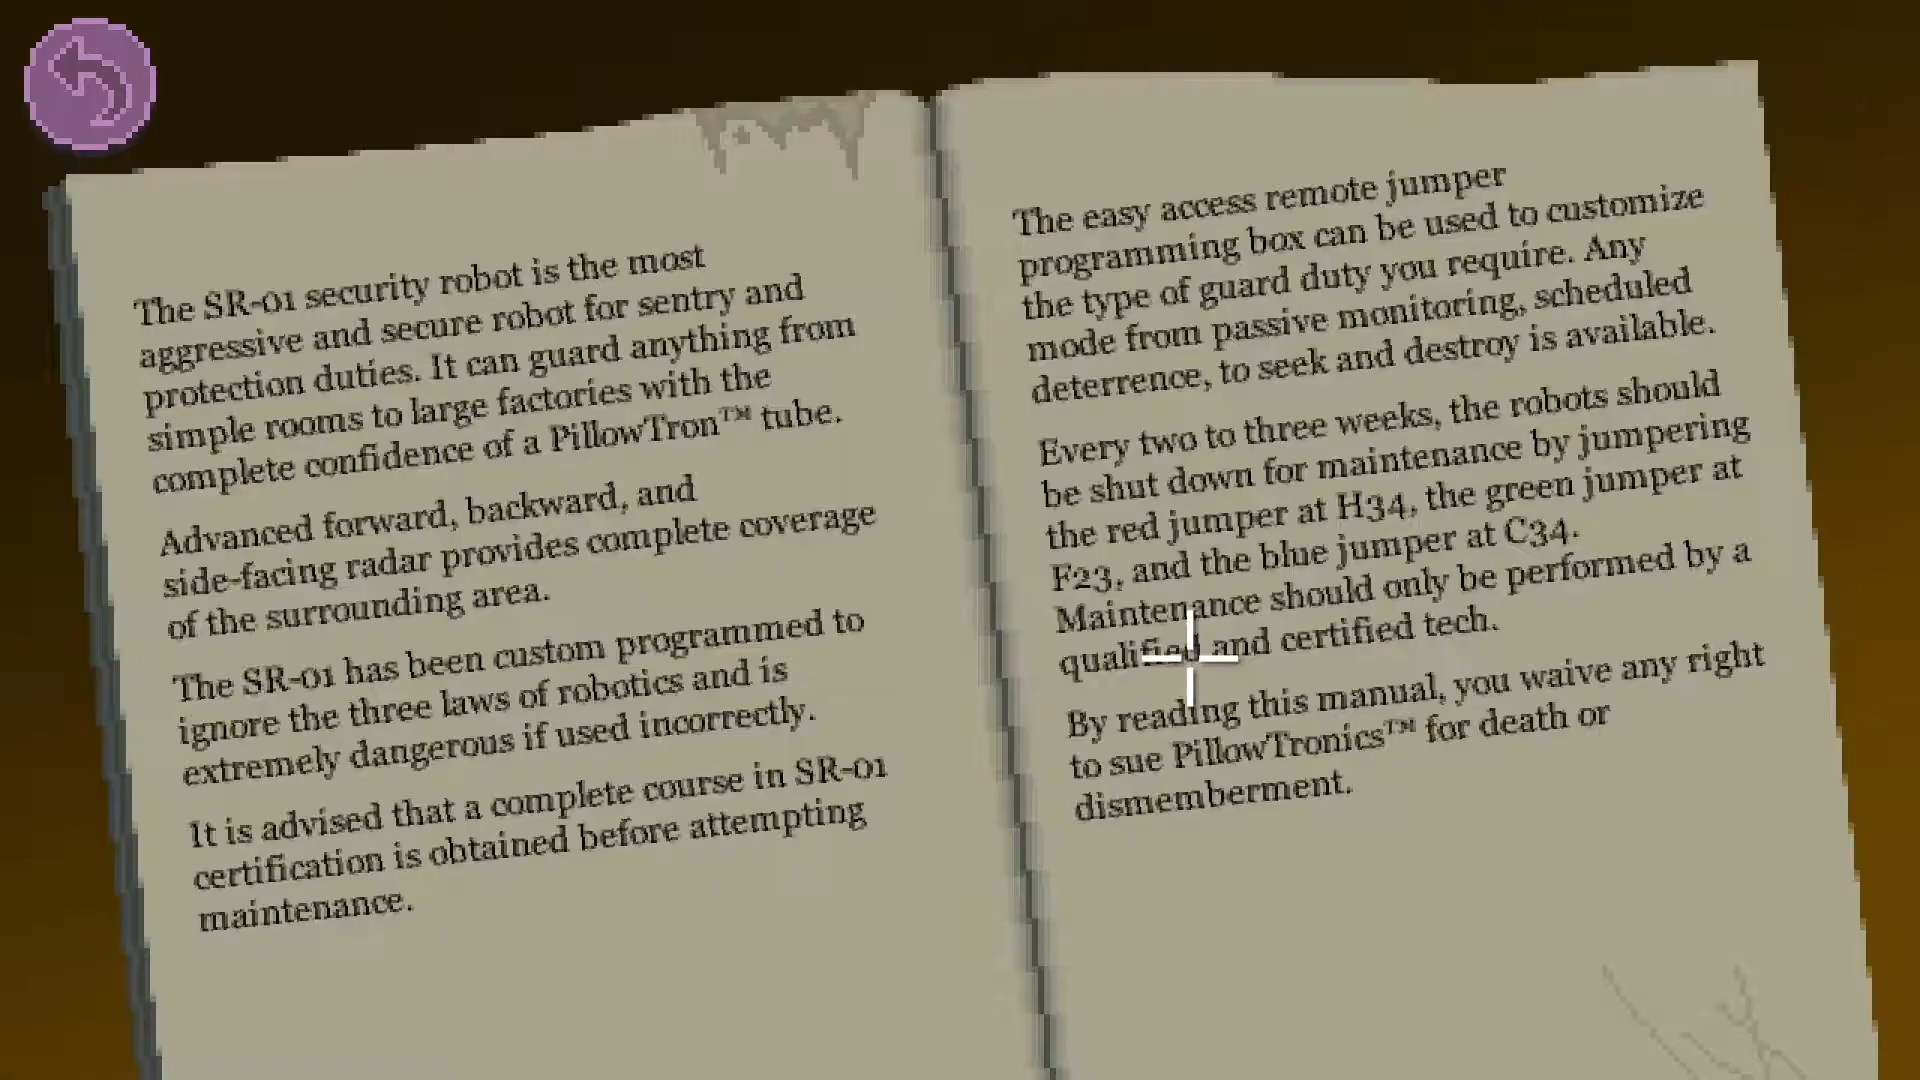 The SR-01 security robot is the most
aggressive and secure robot for sentry and
protection duties. It can guard anything from
simple rooms to large factories with the
complete confidence of a PillowTron™ tube.
Advanced forward, backward, and
side-facing radar provides complete coverage
of the surrounding area.
The SR-01 has been custom programmed to
ignore the three laws of robotics and is
extremely dangerous if used incorrectly.
It is advised that a complete course in SR-01
certification is obtained before attempting
maintenance.
The easy access remote jumper
programming box can be used to customize
the type of guard duty you require. Any
mode from passive monitoring, scheduled
deterrence, to seek and destroy is available.
Every two to three weeks, the robots should
be shut down for maintenance by jumpering
the red jumper at H34, the green jumper at
F23, and the blue jumper at C34.
Maintenance should only be performed by a
qualified and certified tech.
By reading this manual, you waive any right
to sue PillowTronics™ for death or
dismemberment.